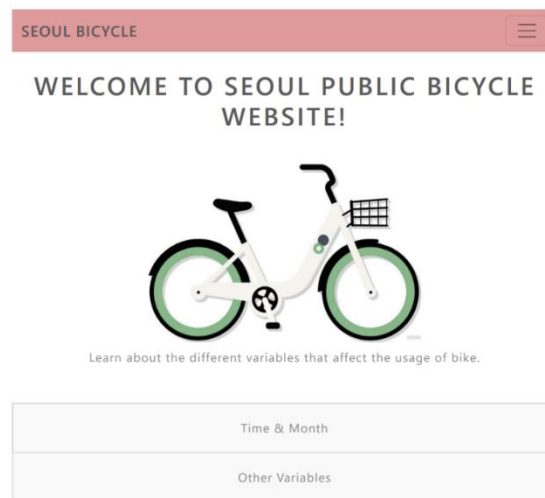 SEOUL BICYCLE
WELCOME TO SEOUL PUBLIC BICYCLE
WEBSITE!
Learn about the different variables that affect the usage of bike.
Time & Month
Other Variables